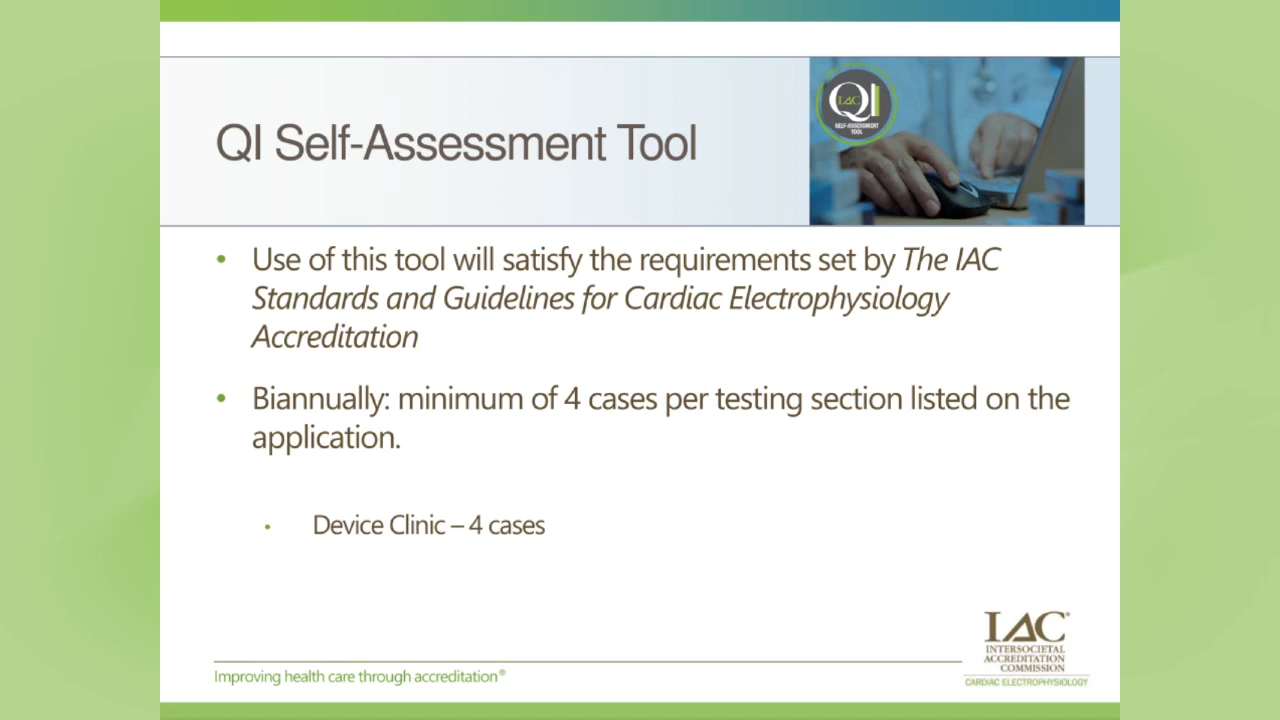 IAC
QI
SELF-ASSESSMENT
TOOL
QI Self-Assessment Tool
• Use of this tool will satisfy the requirements set by The IAC
Standards and Guidelines for Cardiac Electrophysiology
Accreditation
• Biannually: minimum of 4 cases per testing section listed on the
application.
• Device Clinic – 4 cases
IAC®
INTERSOCIETAL
ACCREDITATION
COMMISSION
CARDIAC ELECTROPHYSIOLOGY
Improving health care through accreditation®